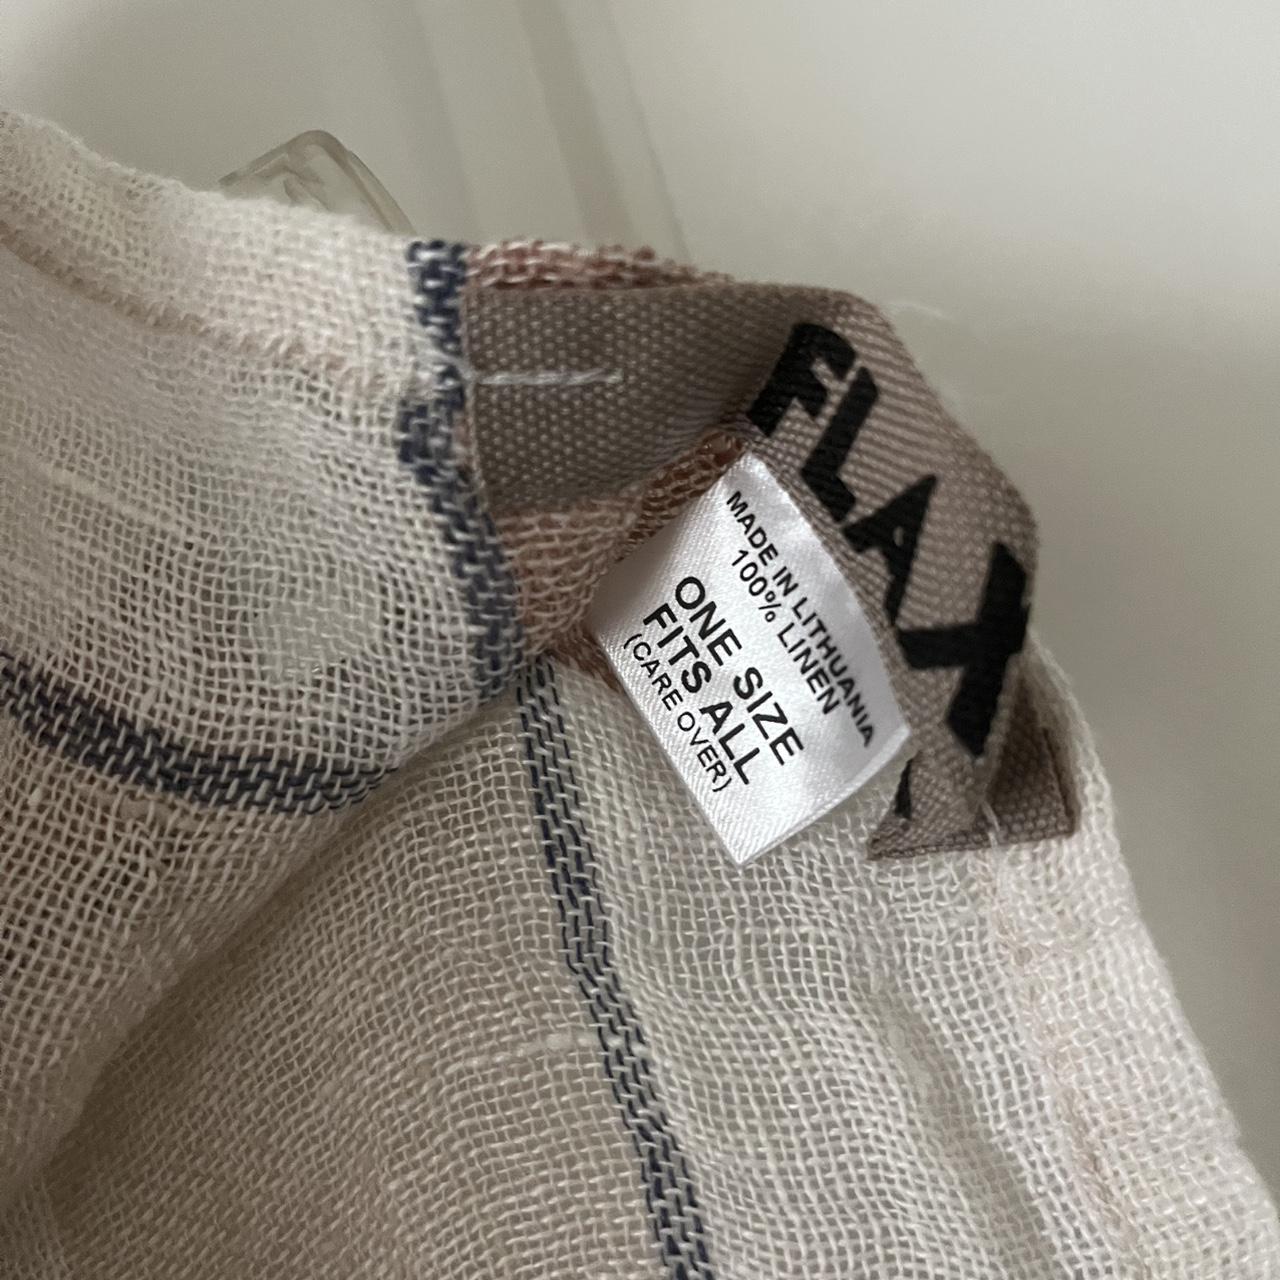 FLAX
MADE IN LITHUANIA
100% LINEN
ONE SIZE
FITS ALL
(CARE OVER)